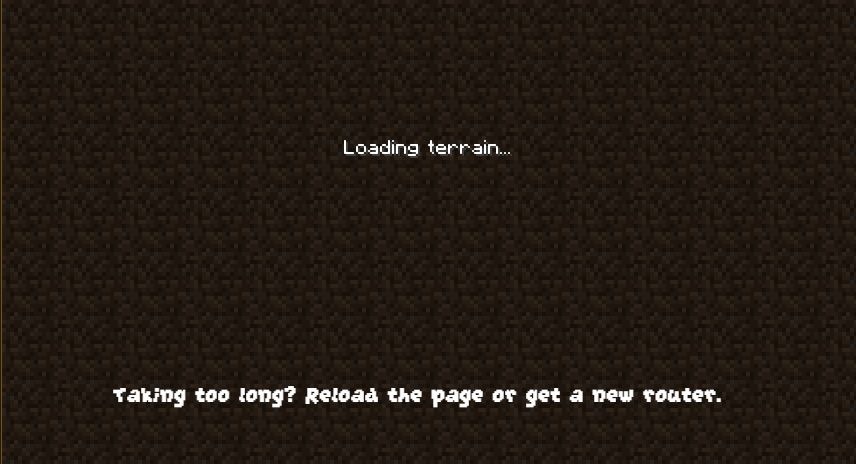 Loading terrain...
Taking too long? Reload the page or get a new router.